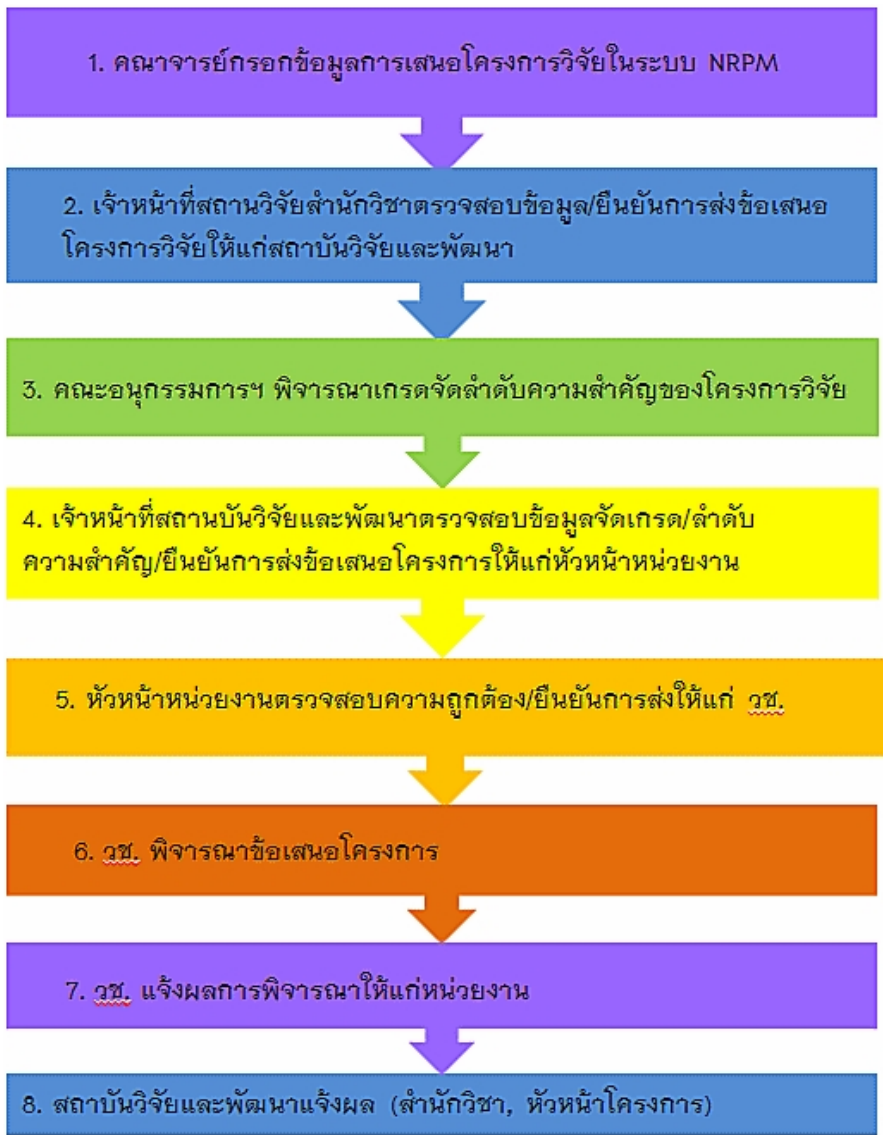 1. คณาจารย์กรอกข้อมูลการเสนอโครงการวิจัยในระบบ NRPM
2. เจ้าหน้าที่สถานวิจัยสำนักวิชาตรวจสอบข้อมูล/ยืนยันการส่งข้อเสนอ
โครงการวิจัยให้แก่สถาบันวิจัยและพัฒนา
3. คณะอนุกรรมการฯ พิจารณาเกรดจัดลำดับความสำคัญของโครงการวิจัย
4. เจ้าหน้าที่สถานบันวิจัยและพัฒนาตรวจสอบข้อมูลจัดเกรด/ลำดับ
ความสำคัญ/ยืนยันการส่งข้อเสนอโครงการให้แก่หัวหน้าหน่วยงาน
5. หัวหน้าหน่วยงานตรวจสอบความถูกต้อง/ยืนยันการส่งให้แก่ วช.
6. วช. พิจารณาข้อเสนอโครงการ
7. วช. แจ้งผลการพิจารณาให้แก่หน่วยงาน
8. สถาบันวิจัยและพัฒนาแจ้งผล (สำนักวิชา, หัวหน้าโครงการ)